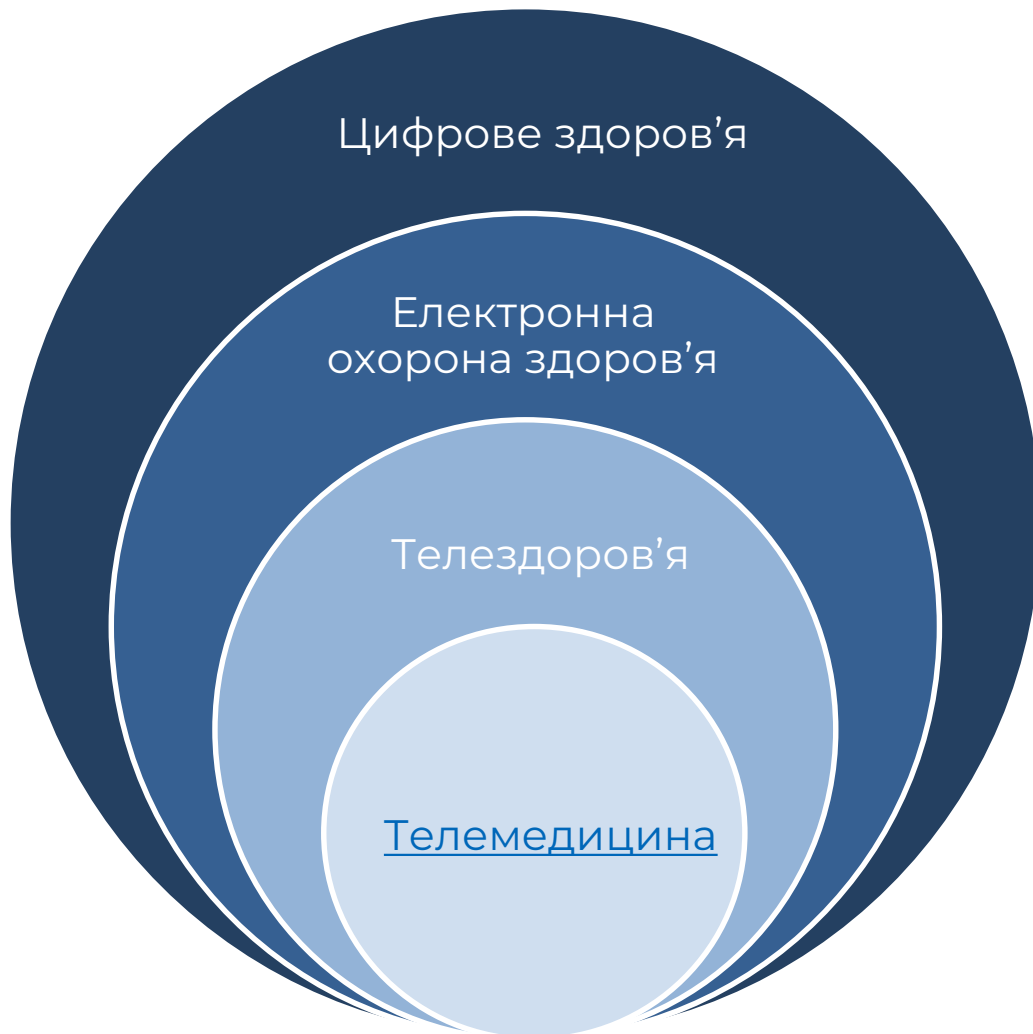 Цифрове здоров’я
Електронна
охорона здоров’я
Телездоров’я
Телемедицина